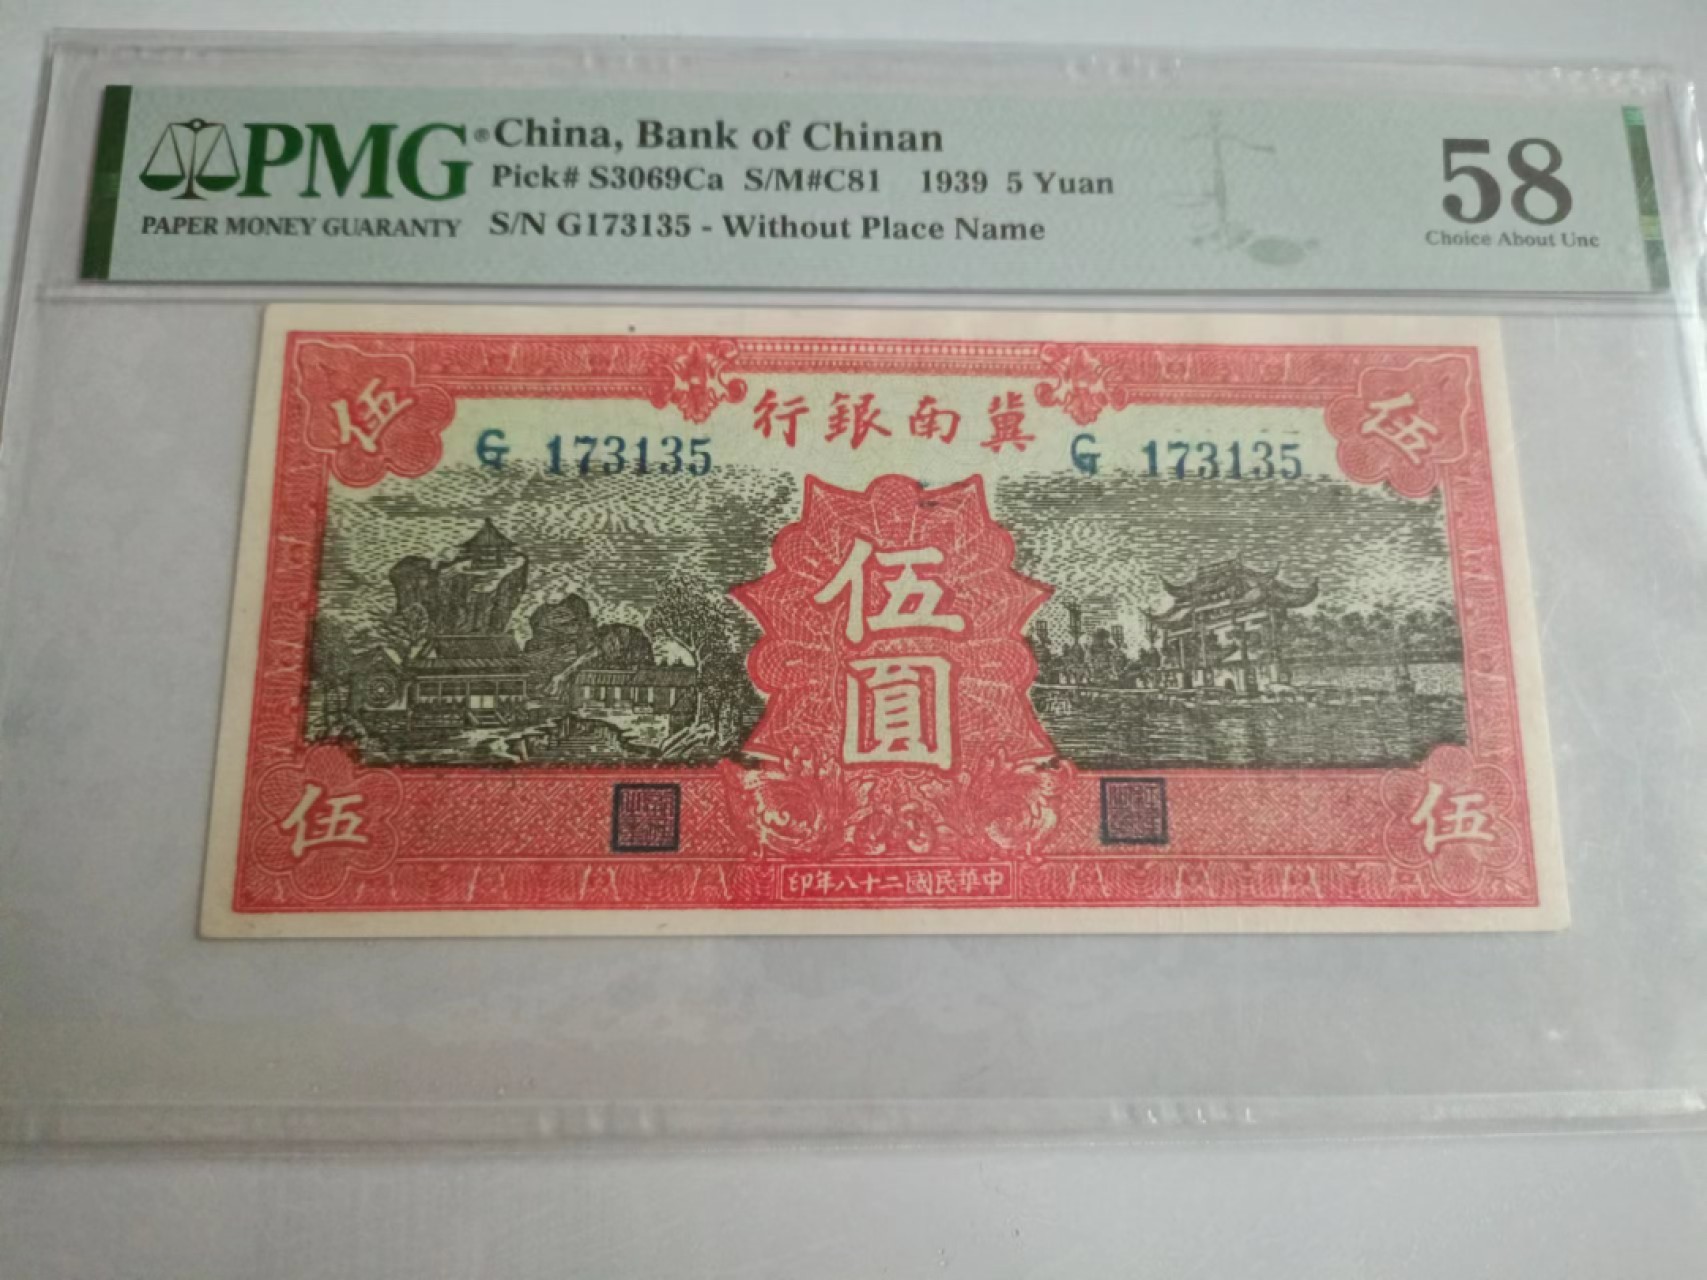 PMG®
PAPER MONEY GUARANTY
China, Bank of Chinan
Pick# S3069Ca S/M#C81 1939 5 Yuan
S/N G173135 - Without Place Name
58
Choice About Unc
伍
行銀南冀
伍
G 173135
G 173135
伍
圓
伍
伍
印年八十二國民華中